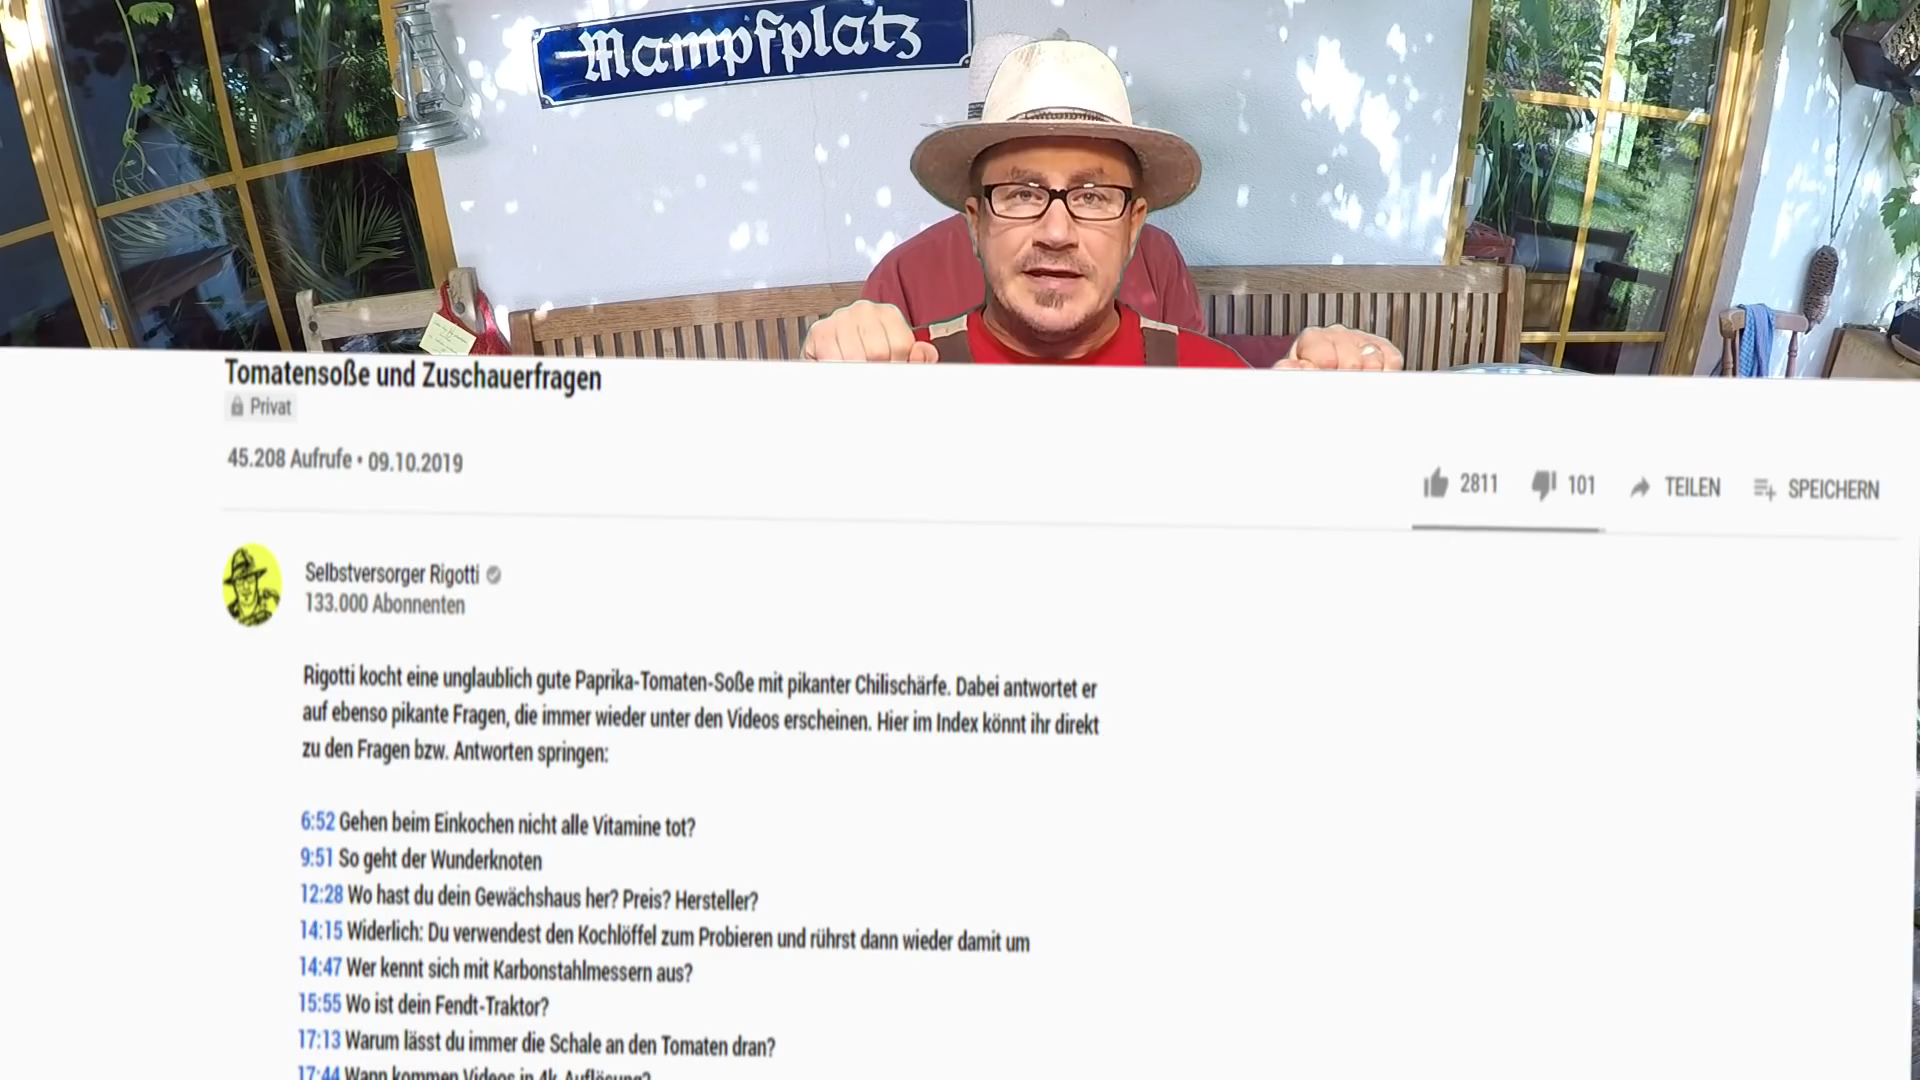 Mampfplatz
Tomatensoße und Zuschauerfragen
Privat
45.208 Aufrufe • 09.10.2019
2811
101
TEILEN
SPEICHERN
Selbstversorger Rigotti
133.000 Abonnenten
Rigotti kocht eine unglaublich gute Paprika-Tomaten-Soße mit pikanter Chilischärfe. Dabei antwortet er
auf ebenso pikante Fragen, die immer wieder unter den Videos erscheinen. Hier im Index könnt ihr direkt
zu den Fragen bzw. Antworten springen:
6:52 Gehen beim Einkochen nicht alle Vitamine tot?
9:51 So geht der Wunderknoten
12:28 Wo hast du dein Gewächshaus her? Preis? Hersteller?
14:15 Widerlich: Du verwendest den Kochlöffel zum Probieren und rührst dann wieder damit um
14:47 Wer kennt sich mit Karbonstahlmessern aus?
15:55 Wo ist dein Fendt-Traktor?
17:13 Warum lässt du immer die Schale an den Tomaten dran?
17:44 Wann kommen Videos in 4k Auflösung?